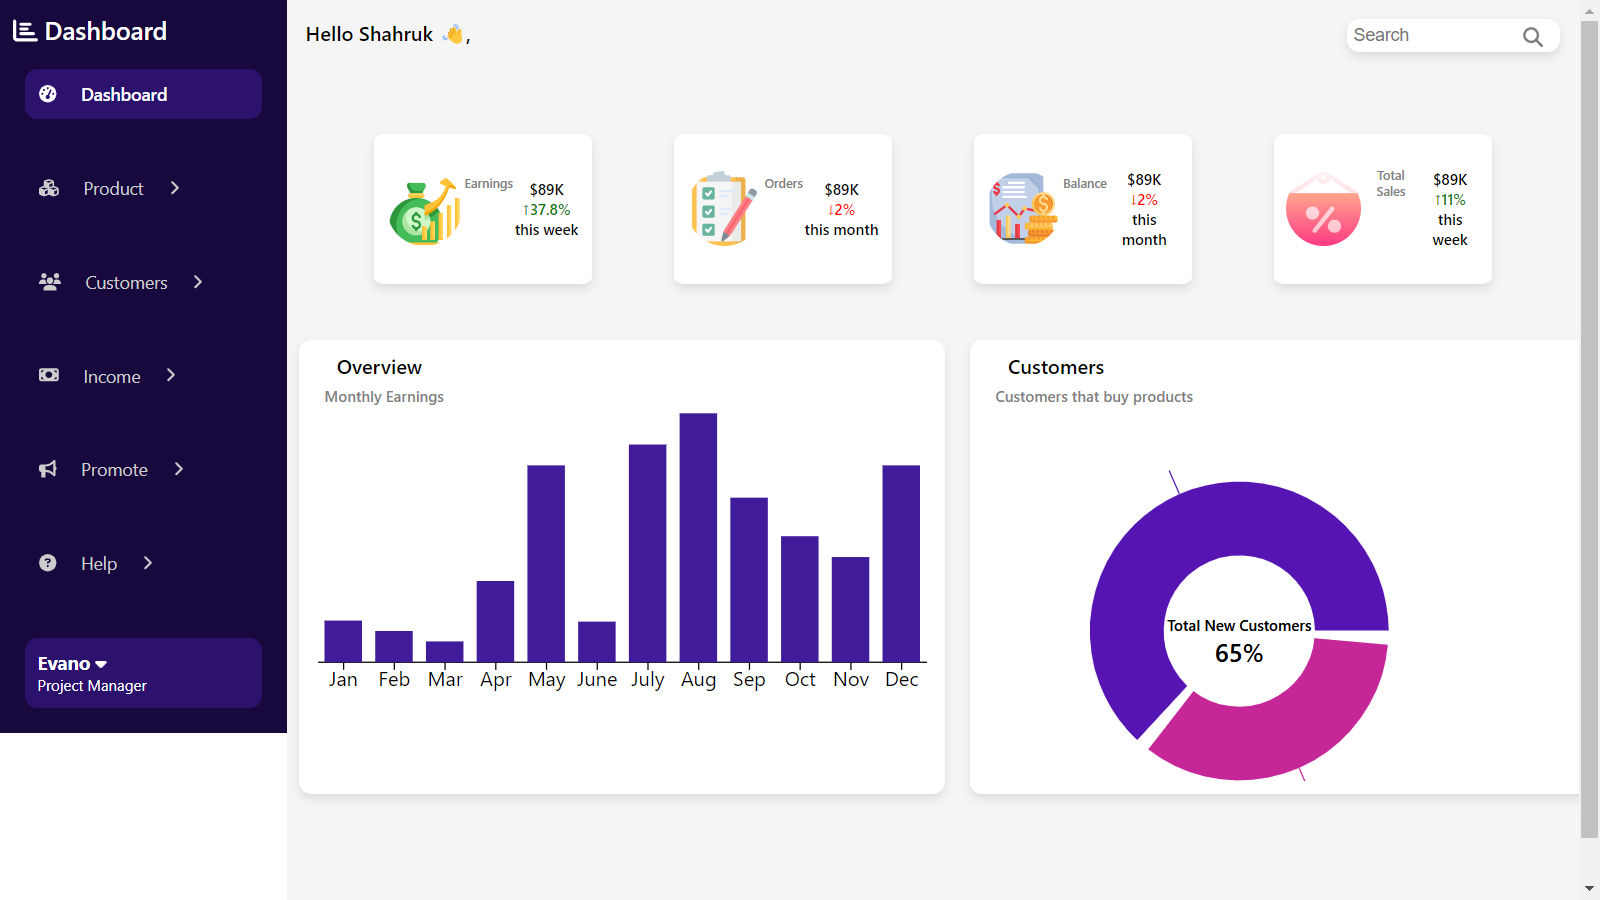 Dashboard
Dashboard
Product
Customers
Income
Promote
Help
Evano
Project Manager
Hello Shahruk 👋,
Search
Earnings
$89K
↑37.8%
this week
Orders
$89K
↓2%
this month
Balance
$89K
↓2%
this
month
Total
Sales
$89K
↑11%
this
week
Overview
Monthly Earnings
Jan Feb Mar Apr May June July Aug Sep Oct Nov Dec
Customers
Customers that buy products
Total New Customers
65%